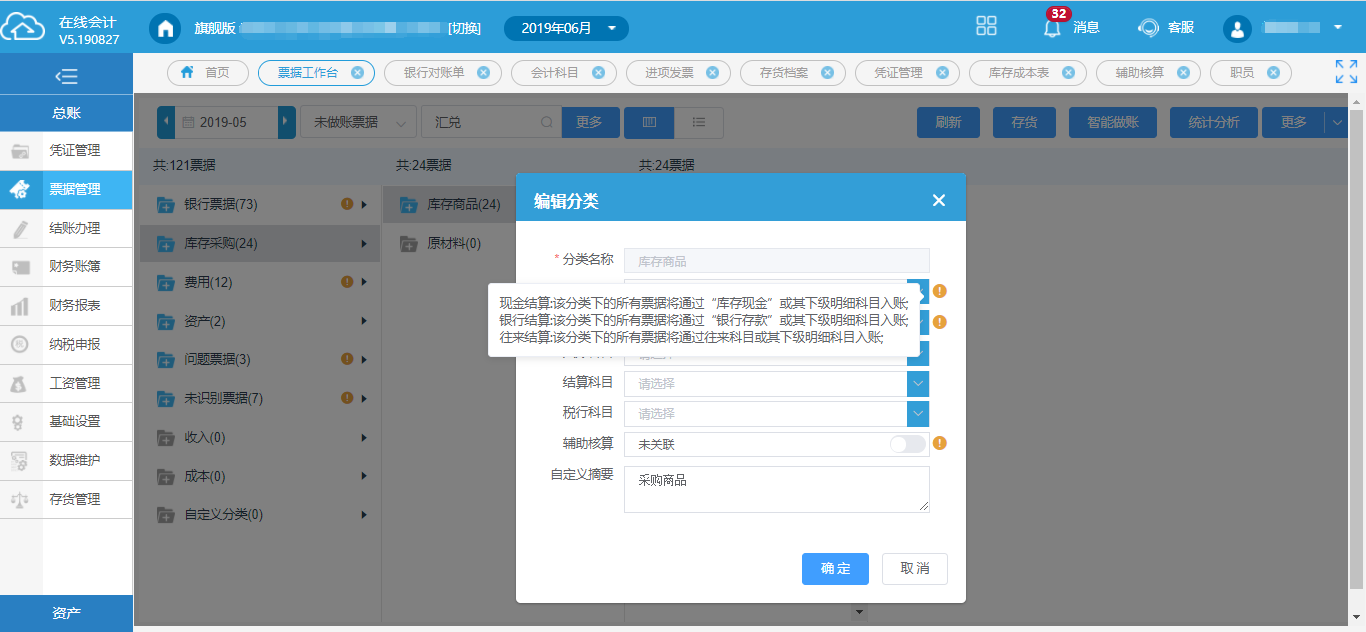 在线会计
V5.190827
旗舰版
[切换]
2019年06月
32
消息
客服
首页
票据工作台
银行对账单
会计科目
进项发票
存货档案
凭证管理
库存成本表
辅助核算
职员
总账
凭证管理
票据管理
结账办理
财务账簿
财务报表
纳税申报
工资管理
基础设置
数据维护
存货管理
资产
2019-05
未做账票据
汇兑
更多
刷新
存货
智能做账
统计分析
更多
共:121票据
共:24票据
共:24票据
银行票据(73)
库存采购(24)
费用(12)
资产(2)
问题票据(3)
未识别票据(7)
收入(0)
成本(0)
自定义分类(0)
库存商品(24)
原材料(0)
编辑分类
*分类名称
库存商品
现金结算:该分类下的所有票据将通过“库存现金”或其下级明细科目入账;
银行结算:该分类下的所有票据将通过“银行存款”或其下级明细科目入账;
往来结算:该分类下的所有票据将通过往来科目或其下级明细科目入账;
结算科目
请选择
税行科目
请选择
辅助核算
未关联
自定义摘要
采购商品
确定
取消